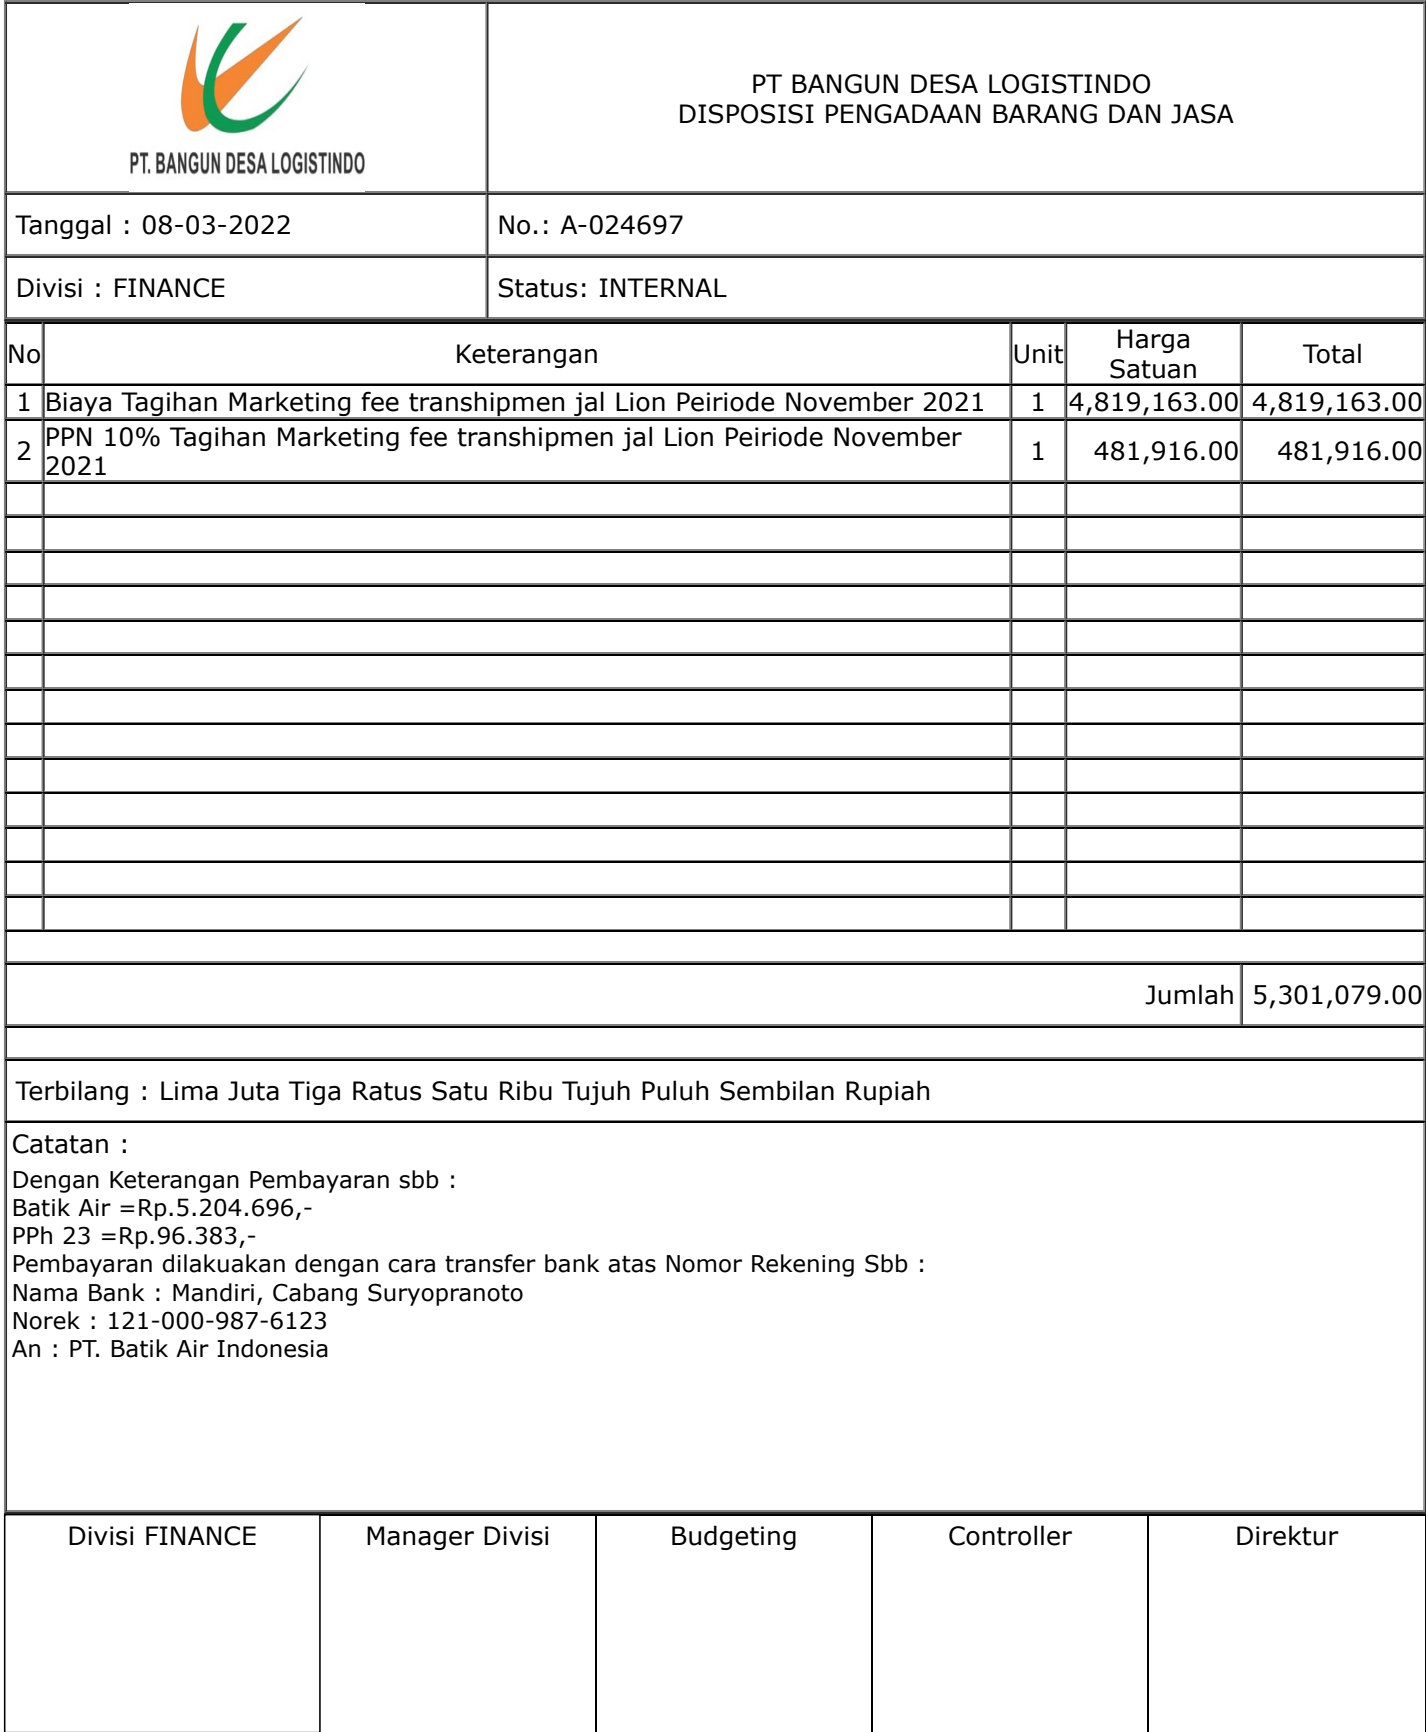 PT. BANGUN DESA LOGISTINDO
PT BANGUN DESA LOGISTINDO
DISPOSISI PENGADAAN BARANG DAN JASA
Tanggal : 08-03-2022
No.: A-024697
Divisi : FINANCE
Status: INTERNAL
No Keterangan Unit Harga Satuan Total
1 Biaya Tagihan Marketing fee transhipmen jal Lion Peiriode November 2021 1 4,819,163.00 4,819,163.00
2 PPN 10% Tagihan Marketing fee transhipmen jal Lion Peiriode November
2021 1 481,916.00 481,916.00
Jumlah 5,301,079.00
Terbilang : Lima Juta Tiga Ratus Satu Ribu Tujuh Puluh Sembilan Rupiah
Catatan :
Dengan Keterangan Pembayaran sbb :
Batik Air =Rp.5.204.696,-
PPh 23 =Rp.96.383,-
Pembayaran dilakuakan dengan cara transfer bank atas Nomor Rekening Sbb :
Nama Bank : Mandiri, Cabang Suryopranoto
Norek : 121-000-987-6123
An : PT. Batik Air Indonesia
Divisi FINANCE Manager Divisi Budgeting Controller Direktur